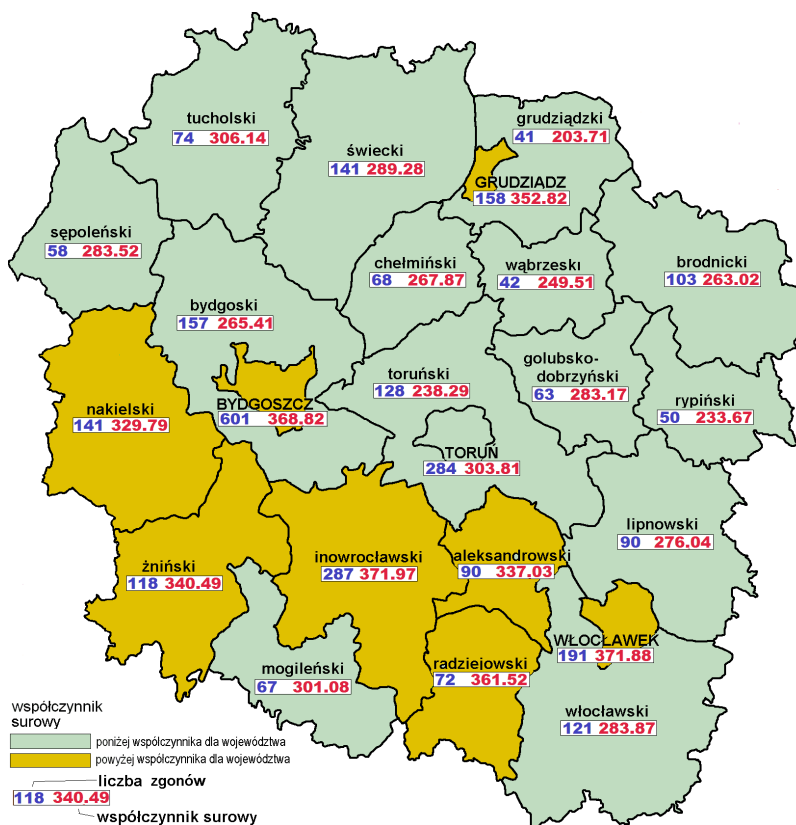 tucholski
74 306.14
świecki
141 289.28
grudziądzki
41 203.71
GRUDZIADZ
158 352.82
sępoleński
58 283.52
chełmiński
68 267.87
wąbrzeskı
42 249.51
brodnicki
103 263.02
bydgoski
157 265.41
golubsko-
dobrzyński
63 283.17
toruński
128 238.29
rypiński
50 233.67
nakielski
141 329.79
BYDGOSZCZ
601 368.82
TORUŃ
284 303.81
lipnowski
90 276.04
żniński
118 340.49
inowrocławski
287 371.97
aleksandrowski
90 337.03
WŁOCŁAWEK
191 371.88
mogileński
67 301.08
radziejowski
72 361.52
włocławski
121 283.87
współczynnik
surowy
poniżej współczynnika dla województwa
powyżej współczynnika dla województwa
liczba zgonów
118 340.49
współczynnik surowy